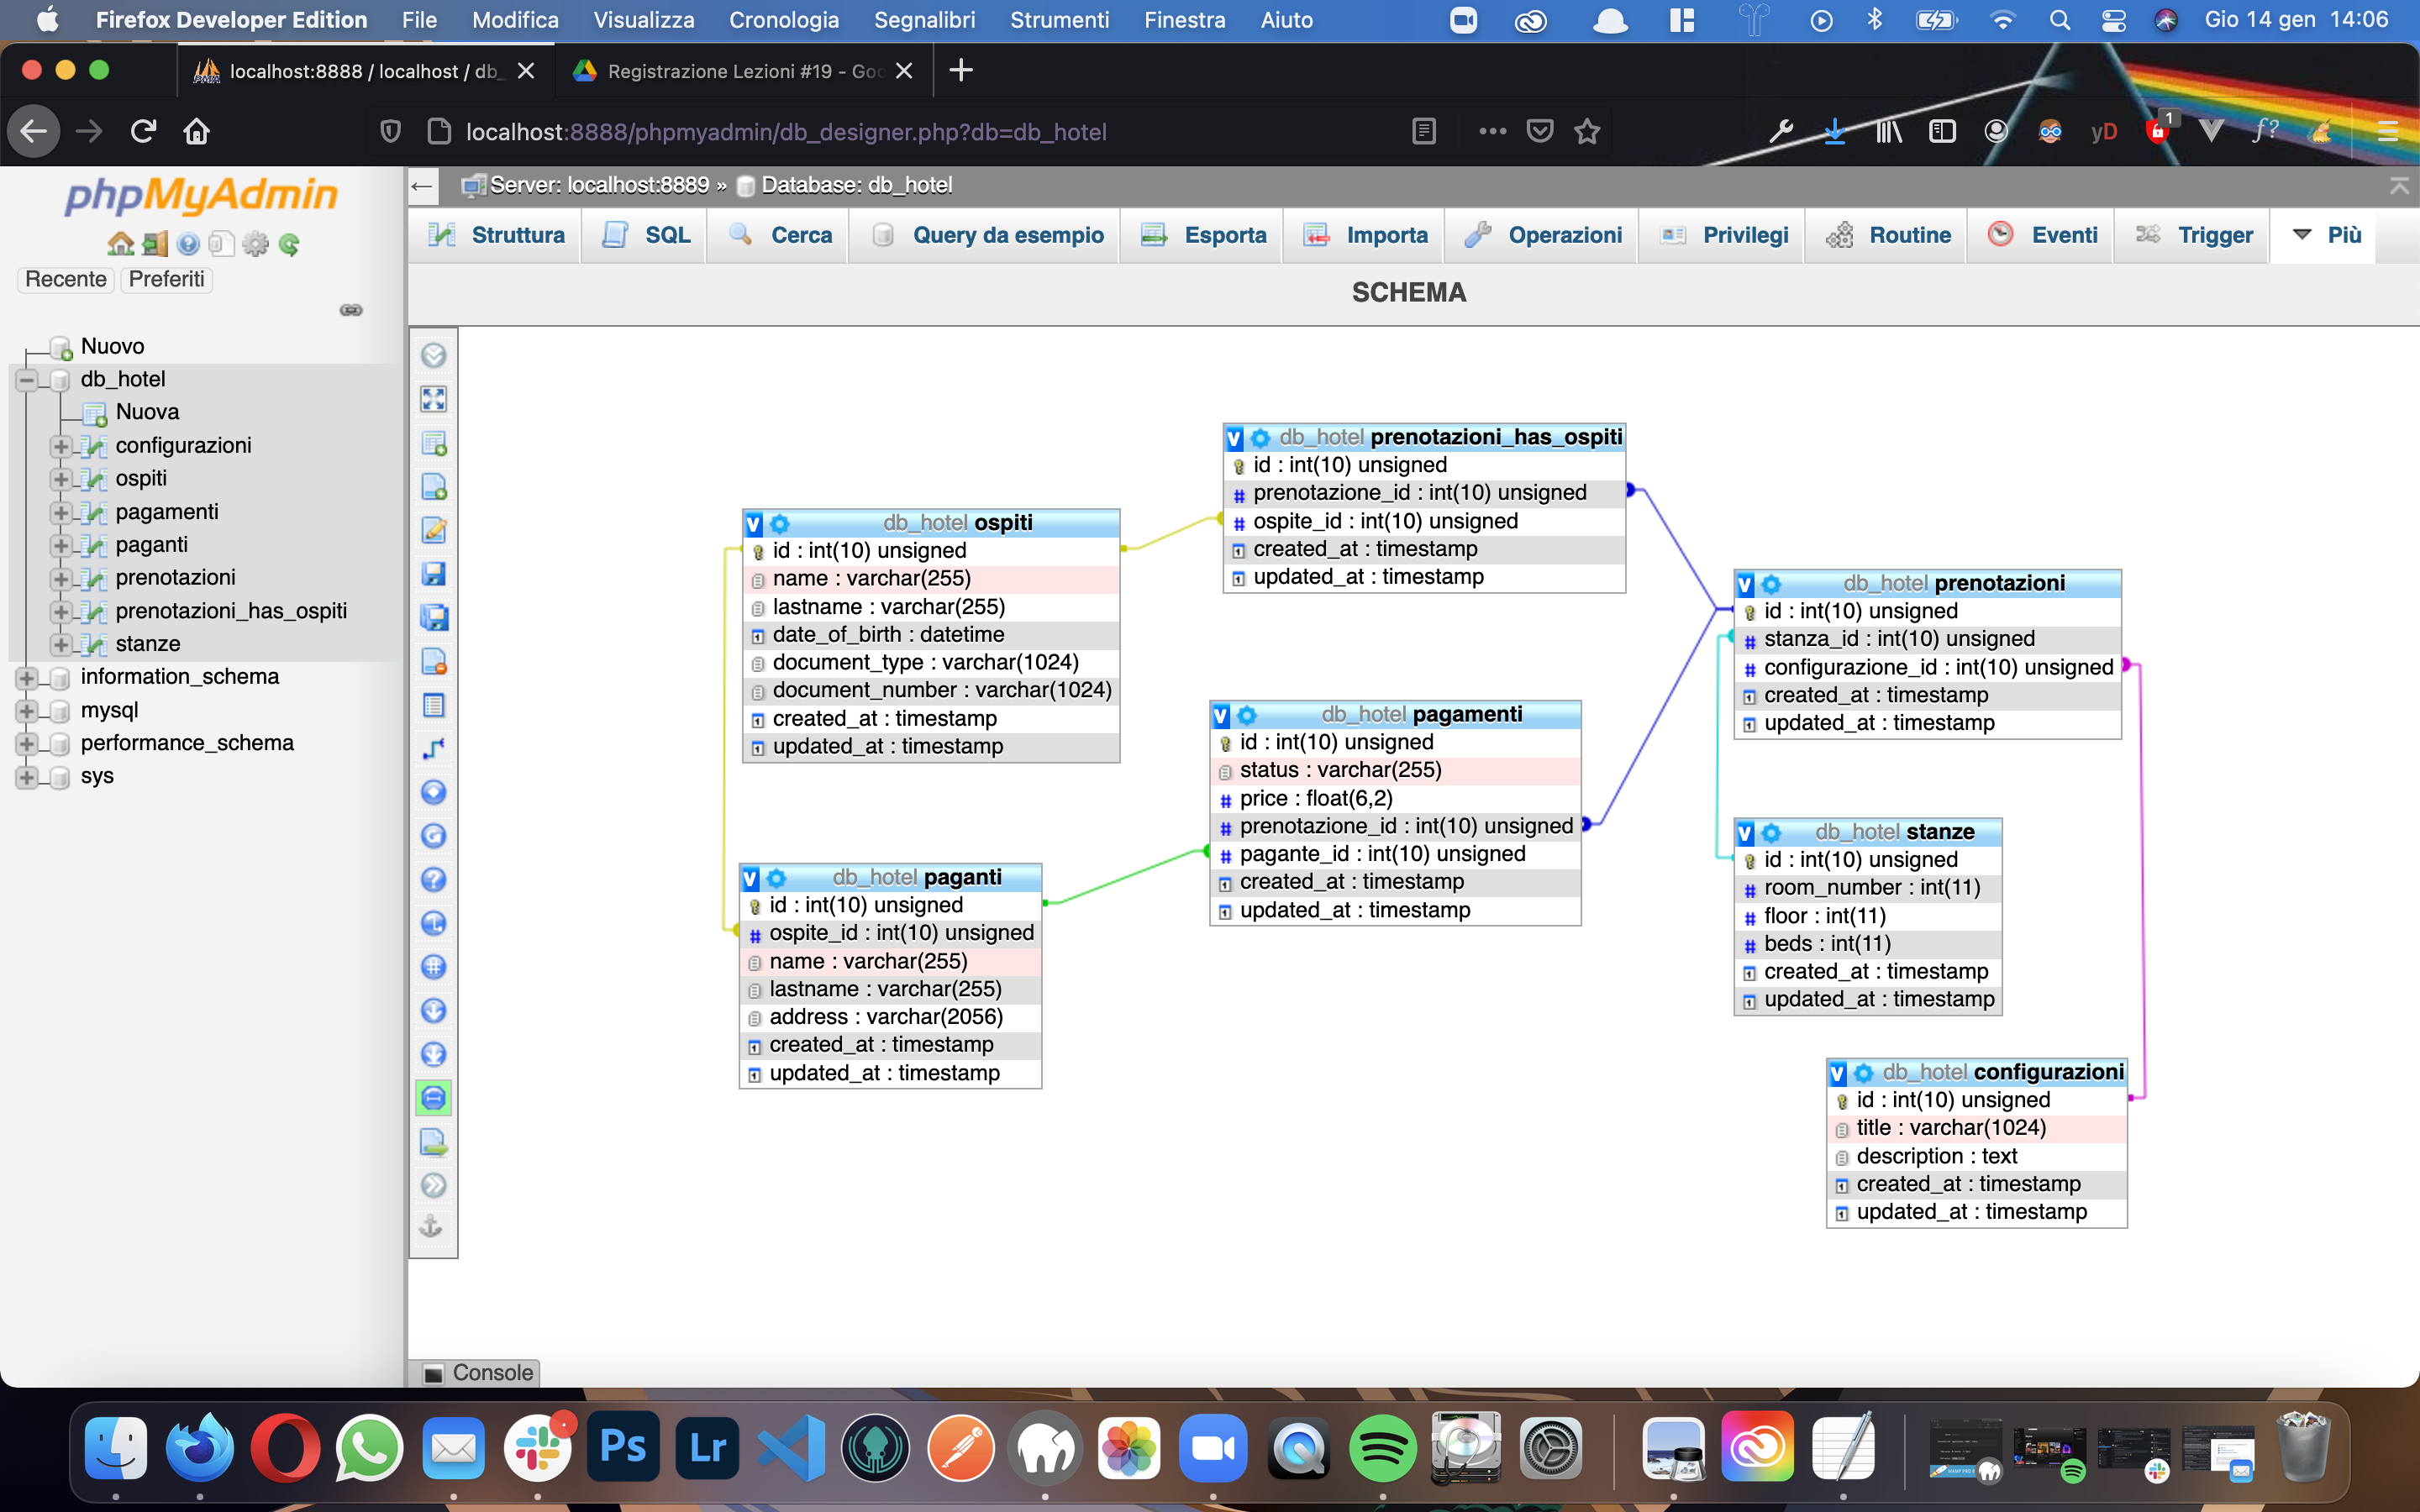 Firefox Developer Edition File Modifica Visualizza Cronologia Segnalibri Strumenti Finestra Aiuto Gio 14 gen 14:06
localhost:8888 / localhost / db_ Registrazione Lezioni #19 - Goo
localhost:8888/phpmyadmin/db_designer.php?db=db_hotel yD 1 f?
phpMyAdmin
Recente Preferiti
Nuovo
db_hotel
Nuova
configurazioni
ospiti
pagamenti
paganti
prenotazioni
prenotazioni_has_ospiti
stanze
information_schema
mysql
performance_schema
sys
Server: localhost:8889 » Database: db_hotel
Struttura SQL Cerca Query da esempio Esporta Importa Operazioni Privilegi Routine Eventi Trigger Più
SCHEMA
db_hotel ospiti
id : int(10) unsigned
name : varchar(255)
lastname : varchar(255)
date_of_birth : datetime
document_type : varchar(1024)
document_number : varchar(1024)
created_at : timestamp
updated_at : timestamp
db_hotel paganti
id : int(10) unsigned
ospite_id : int(10) unsigned
name : varchar(255)
lastname : varchar(255)
address : varchar(2056)
created_at : timestamp
updated_at : timestamp
db_hotel prenotazioni_has_ospiti
id : int(10) unsigned
prenotazione_id : int(10) unsigned
ospite_id : int(10) unsigned
created_at : timestamp
updated_at : timestamp
db_hotel pagamenti
id : int(10) unsigned
status : varchar(255)
price : float(6,2)
prenotazione_id : int(10) unsigned
pagante_id : int(10) unsigned
created_at : timestamp
updated_at : timestamp
db_hotel prenotazioni
id : int(10) unsigned
stanza_id : int(10) unsigned
configurazione_id : int(10) unsigned
created_at : timestamp
updated_at : timestamp
db_hotel stanze
id : int(10) unsigned
room_number : int(11)
floor : int(11)
beds : int(11)
created_at : timestamp
updated_at : timestamp
db_hotel configurazioni
id : int(10) unsigned
title : varchar(1024)
description : text
created_at : timestamp
updated_at : timestamp
Console
Ps Lr